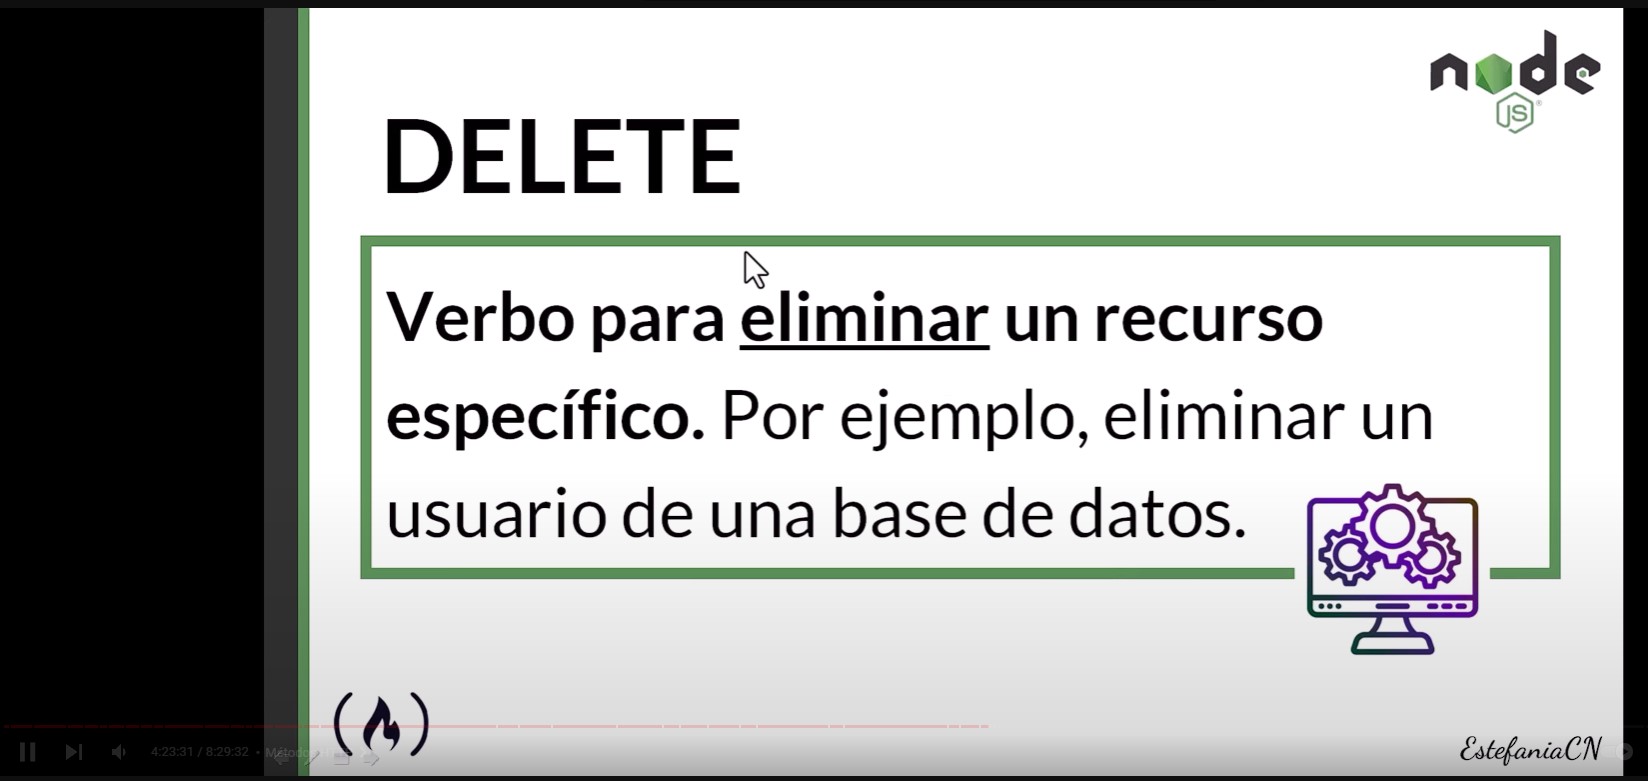 node
JS
DELETE
Verbo para eliminar un recurso
específico. Por ejemplo, eliminar un
usuario de una base de datos.
4:23:31 / 8:29:32 •
EstefaniaCN